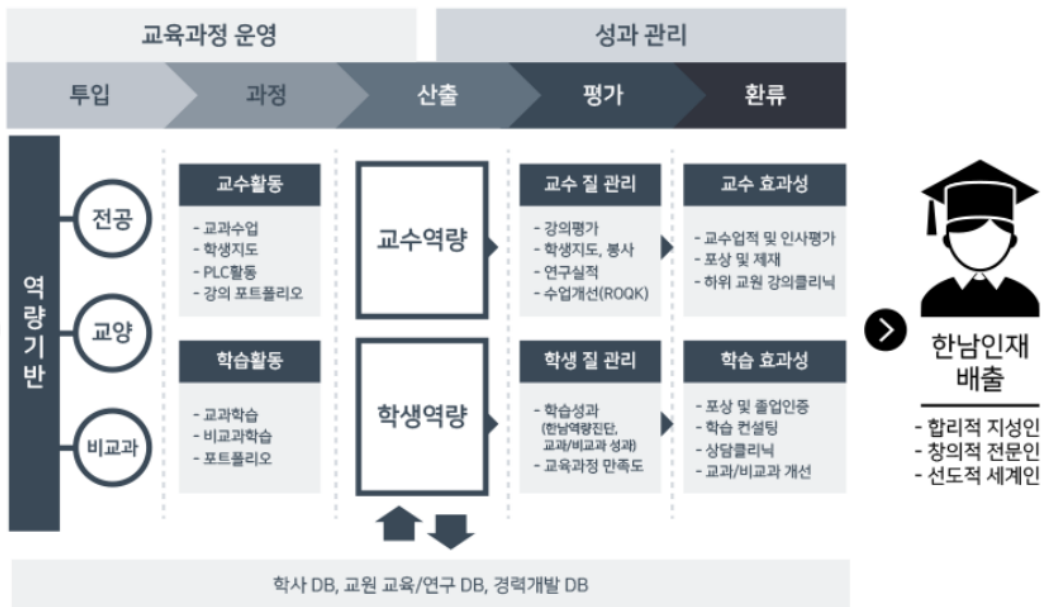 교육과정 운영
성과 관리
투입
과정
산출
평가
환류
역량기반
전공
교양
비교과
교수활동
- 교과수업
- 학생지도
- PLC활동
- 강의 포트폴리오
학습활동
- 교과학습
- 비교과학습
- 포트폴리오
교수역량
학생역량
교수 질 관리
- 강의평가
- 학생지도, 봉사
- 연구실적
- 수업개선(ROQK)
학생 질 관리
- 학습성과
(한남역량진단,
교과/비교과 성과)
- 교육과정 만족도
교수 효과성
- 교수업적 및 인사평가
- 포상 및 제재
- 하위 교원 강의클리닉
학습 효과성
- 포상 및 졸업인증
- 학습 컨설팅
- 상담클리닉
- 교과/비교과 개선
한남인재
배출
- 합리적 지성인
- 창의적 전문인
- 선도적 세계인
학사 DB, 교원 교육/연구 DB, 경력개발 DB